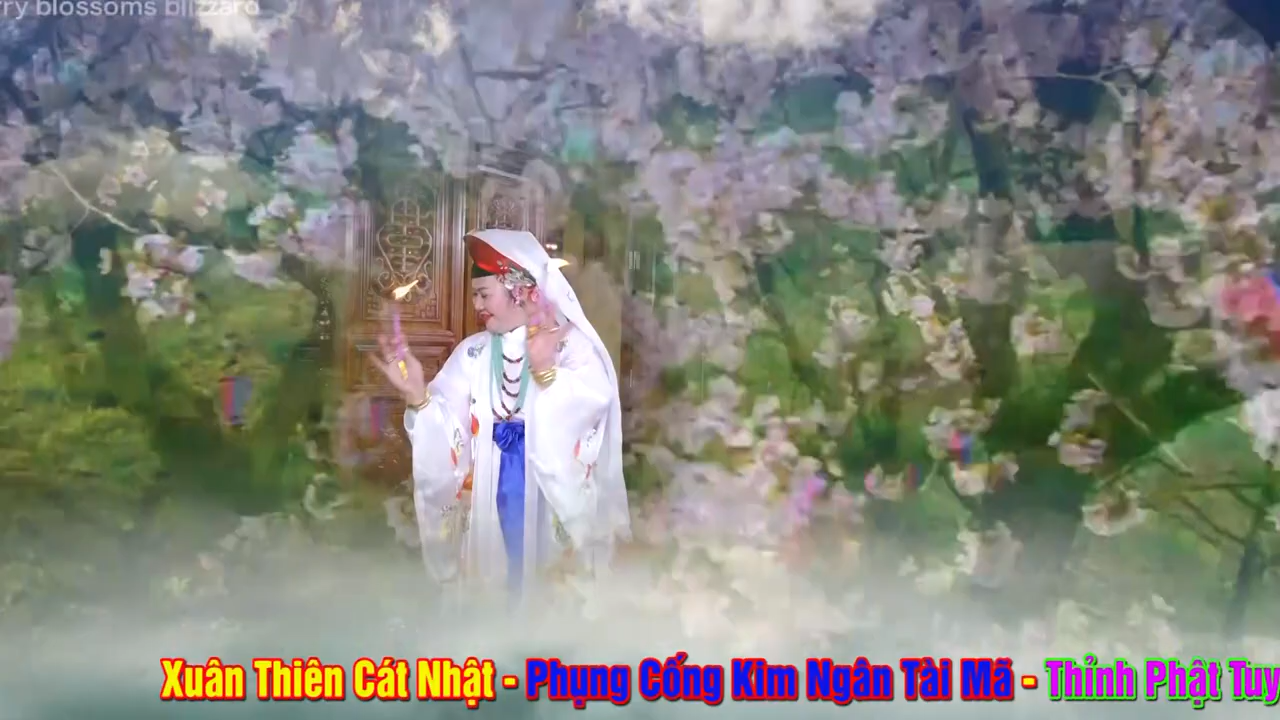 rry blossoms blizzard
Xuân Thiên Cát Nhật - Phụng Cống Kim Ngân Tài Mã - Thỉnh Phật Tuy